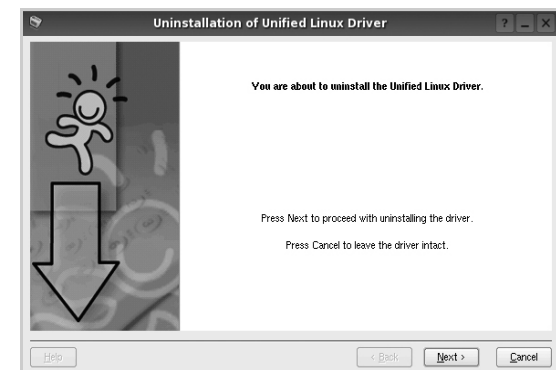 Uninstallation of Unified Linux Driver
? _ X
You are about to uninstall the Unified Linux Driver.
Press Next to proceed with uninstalling the driver.
Press Cancel to leave the driver intact.
Help
< Back
Next >
Cancel